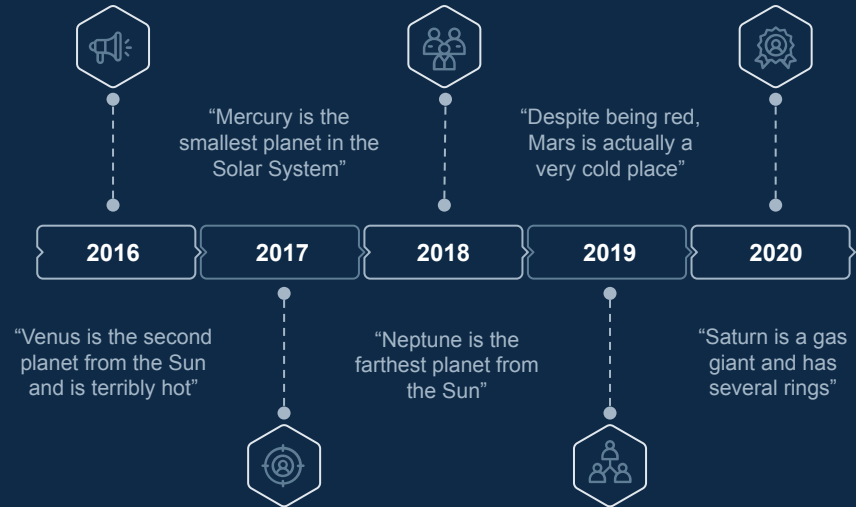 “Mercury is the
smallest planet in the
Solar System”
“Despite being red,
Mars is actually a
very cold place”
2016
2017
2018
2019
2020
“Venus is the second
planet from the Sun
and is terribly hot”
“Neptune is the
farthest planet from
the Sun”
“Saturn is a gas
giant and has
several rings”